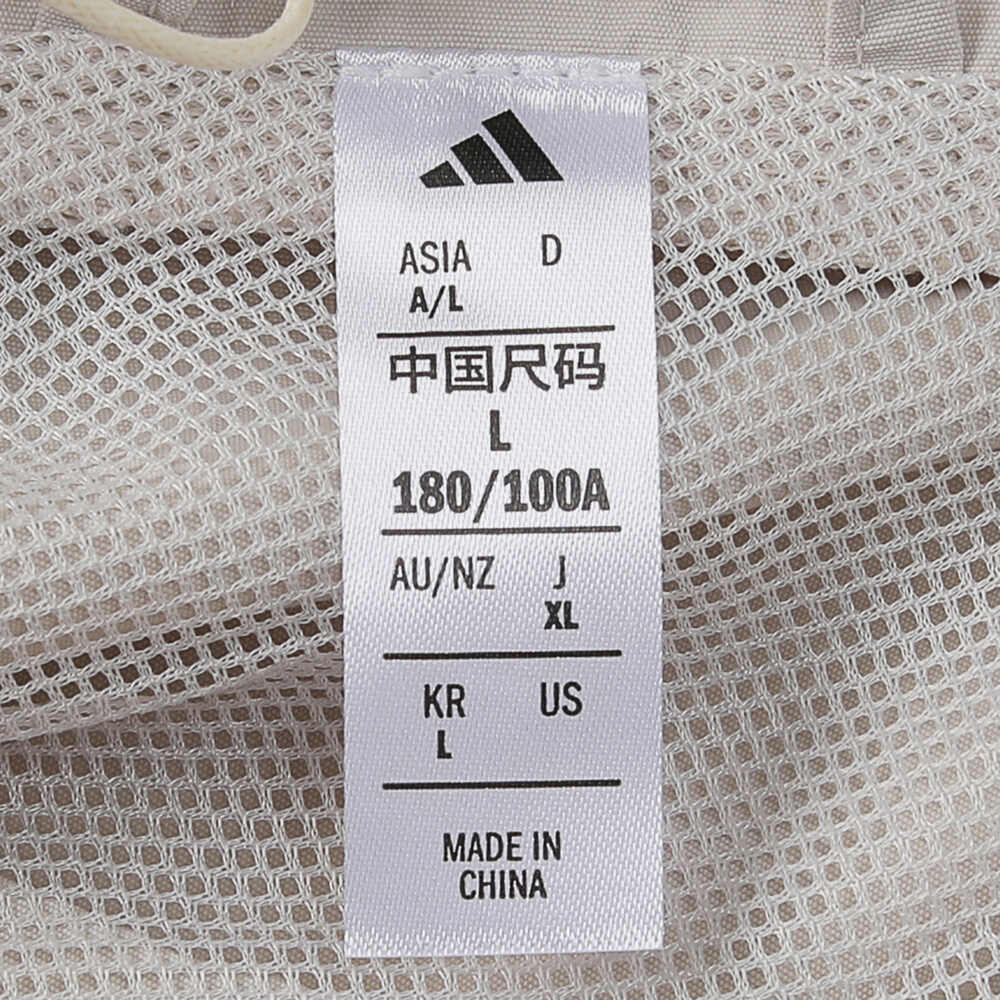 ASIA D
A/L
中国尺码
L
180/100A
AU/NZ J
XL
KR US
L
MADE IN
CHINA